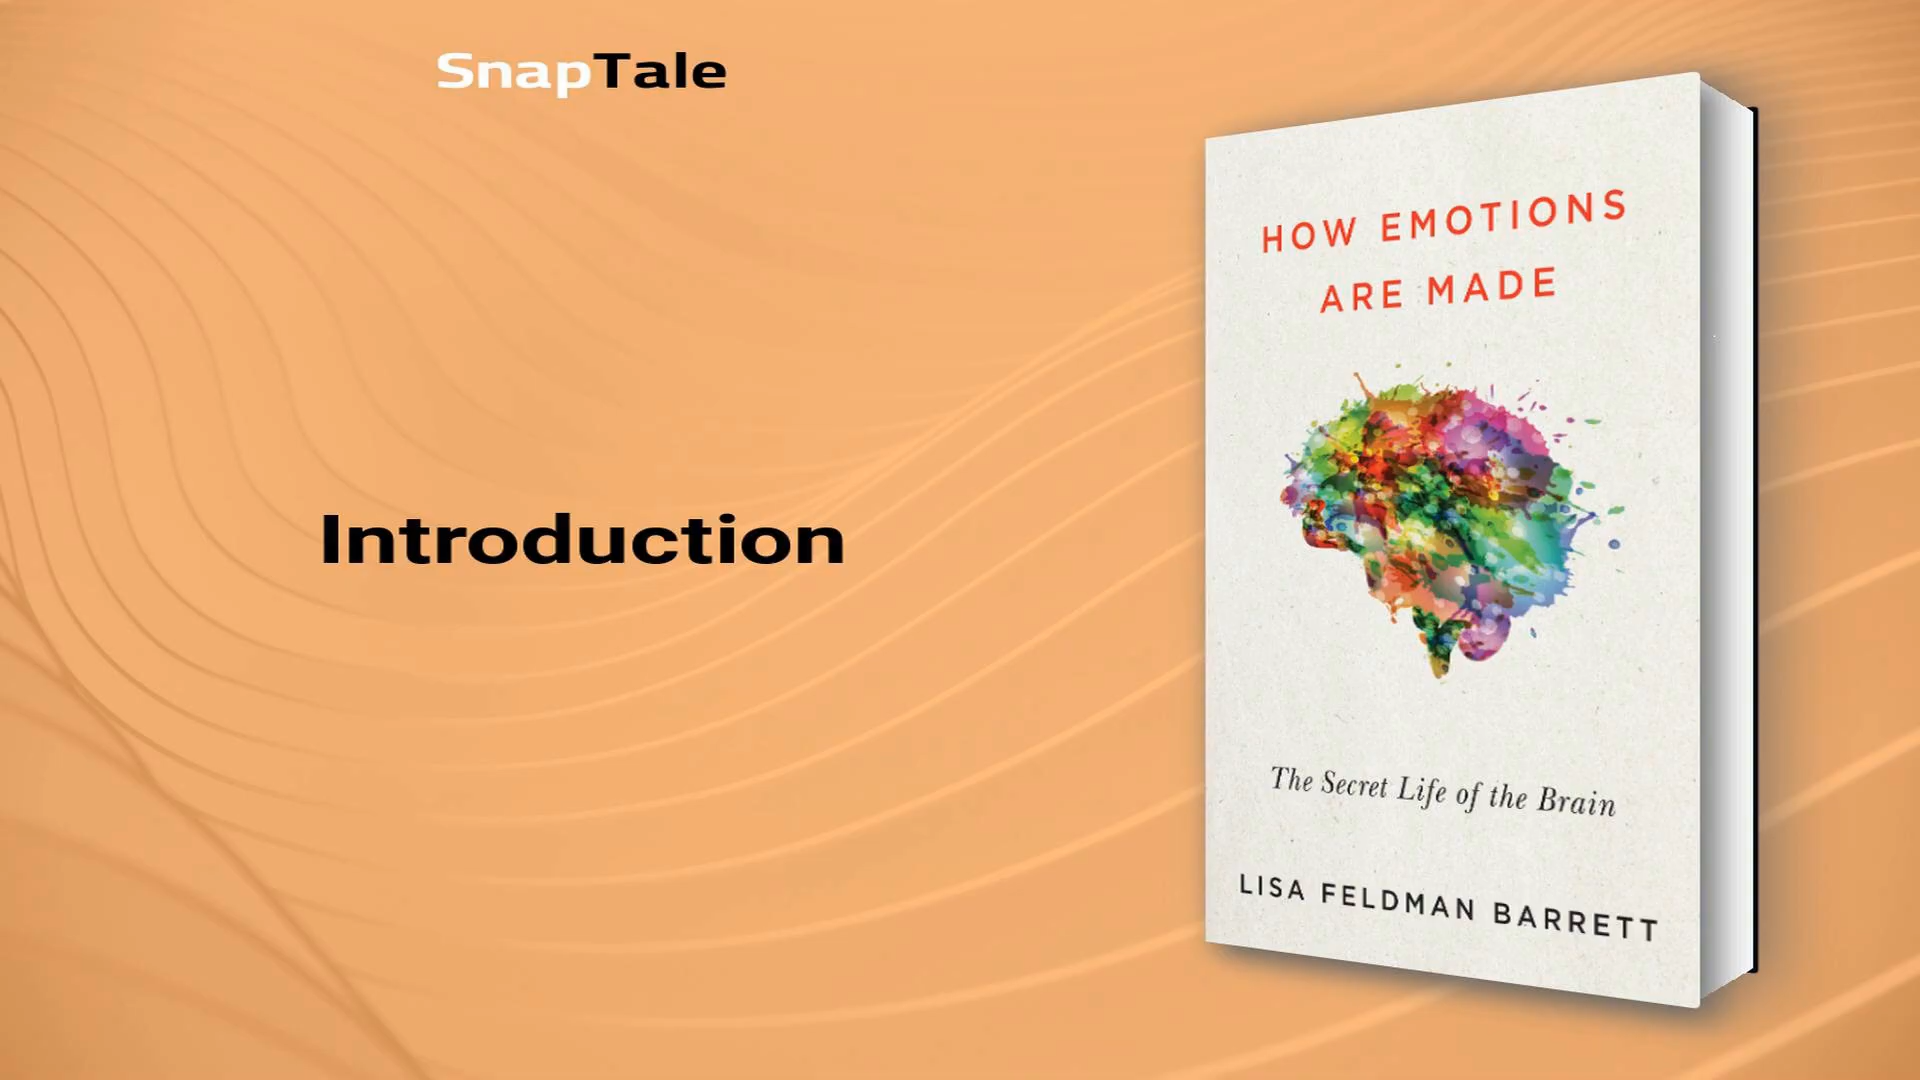 SnapTale
Introduction
HOW EMOTIONS
ARE MADE
The Secret Life of the Brain
LISA FELDMAN BARRETT